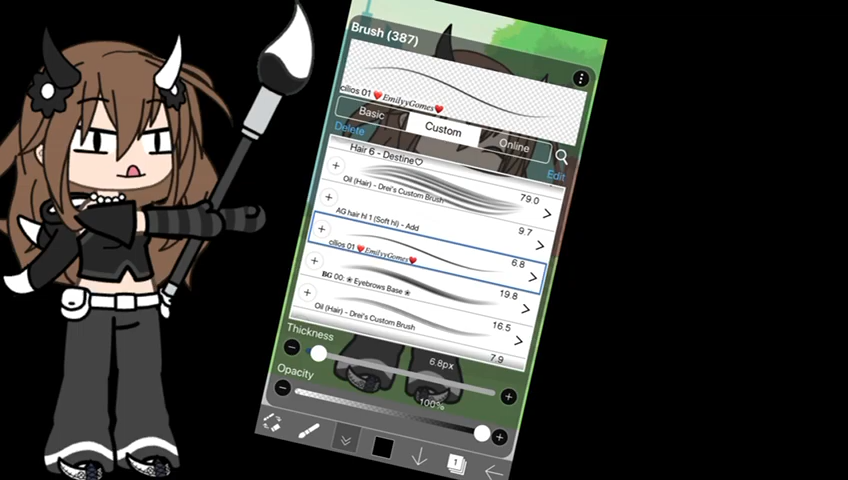 Brush (387)
cilios 01 ❤️EmilyyGomes❤️
Basic
Custom
Online
Delete
Edit
Hair 6 - Destine♡
79.0
Oil (Hair) - Drei's Custom Brush
9.7
AG hair hl 1 (Soft hl) - Add
6.8
cilios 01 ❤️EmilyyGomes❤️
19.8
BG 00: ❀ Eyebrows Base ❀
16.5
Oil (Hair) - Drei's Custom Brush
7.9
Thickness
6.8px
Opacity
100%
1